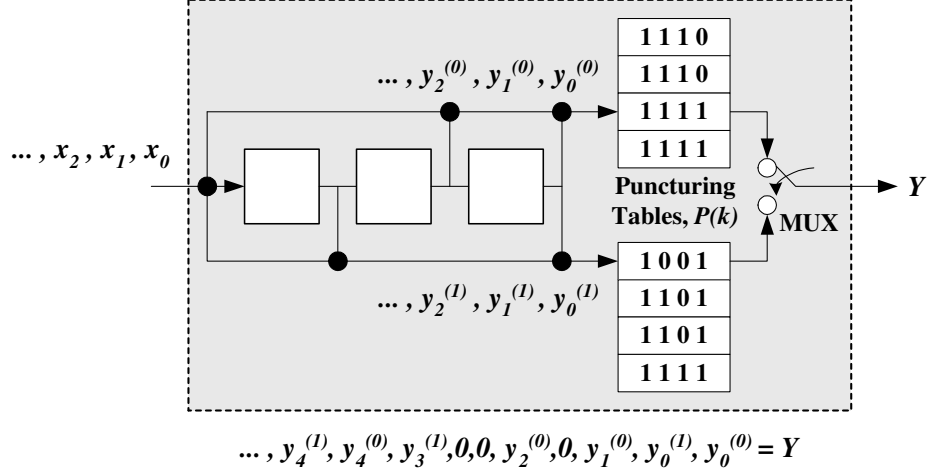 1 1 1 0
..., y₂⁽⁰⁾, y₁⁽⁰⁾, y₀⁽⁰⁾
1 1 1 0
1 1 1 1
..., x₂, x₁, x₀
1 1 1 1
Puncturing
Tables, P(k)
Y
MUX
1 0 0 1
..., y₂⁽¹⁾, y₁⁽¹⁾, y₀⁽¹⁾
1 1 0 1
1 1 0 1
1 1 1 1
..., y₄⁽¹⁾, y₄⁽⁰⁾, y₃⁽¹⁾,0,0, y₂⁽⁰⁾,0, y₁⁽⁰⁾, y₀⁽¹⁾, y₀⁽⁰⁾ = Y